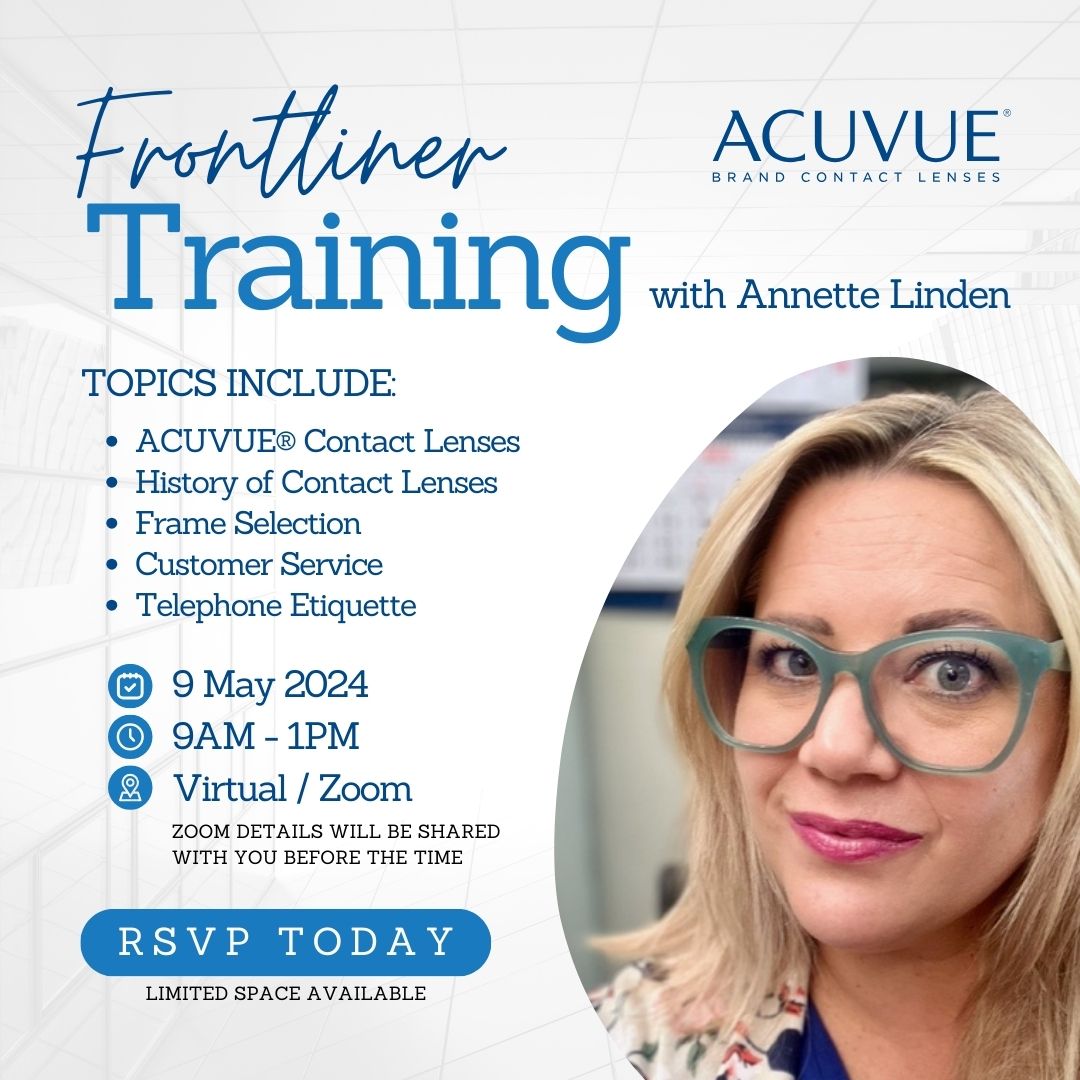 Frontliner
Training
with Annette Linden
ACUVUE®
BRAND CONTACT LENSES
TOPICS INCLUDE:
• ACUVUE® Contact Lenses
• History of Contact Lenses
• Frame Selection
• Customer Service
• Telephone Etiquette
9 May 2024
9AM - 1PM
Virtual / Zoom
ZOOM DETAILS WILL BE SHARED
WITH YOU BEFORE THE TIME
RSVP TODAY
LIMITED SPACE AVAILABLE